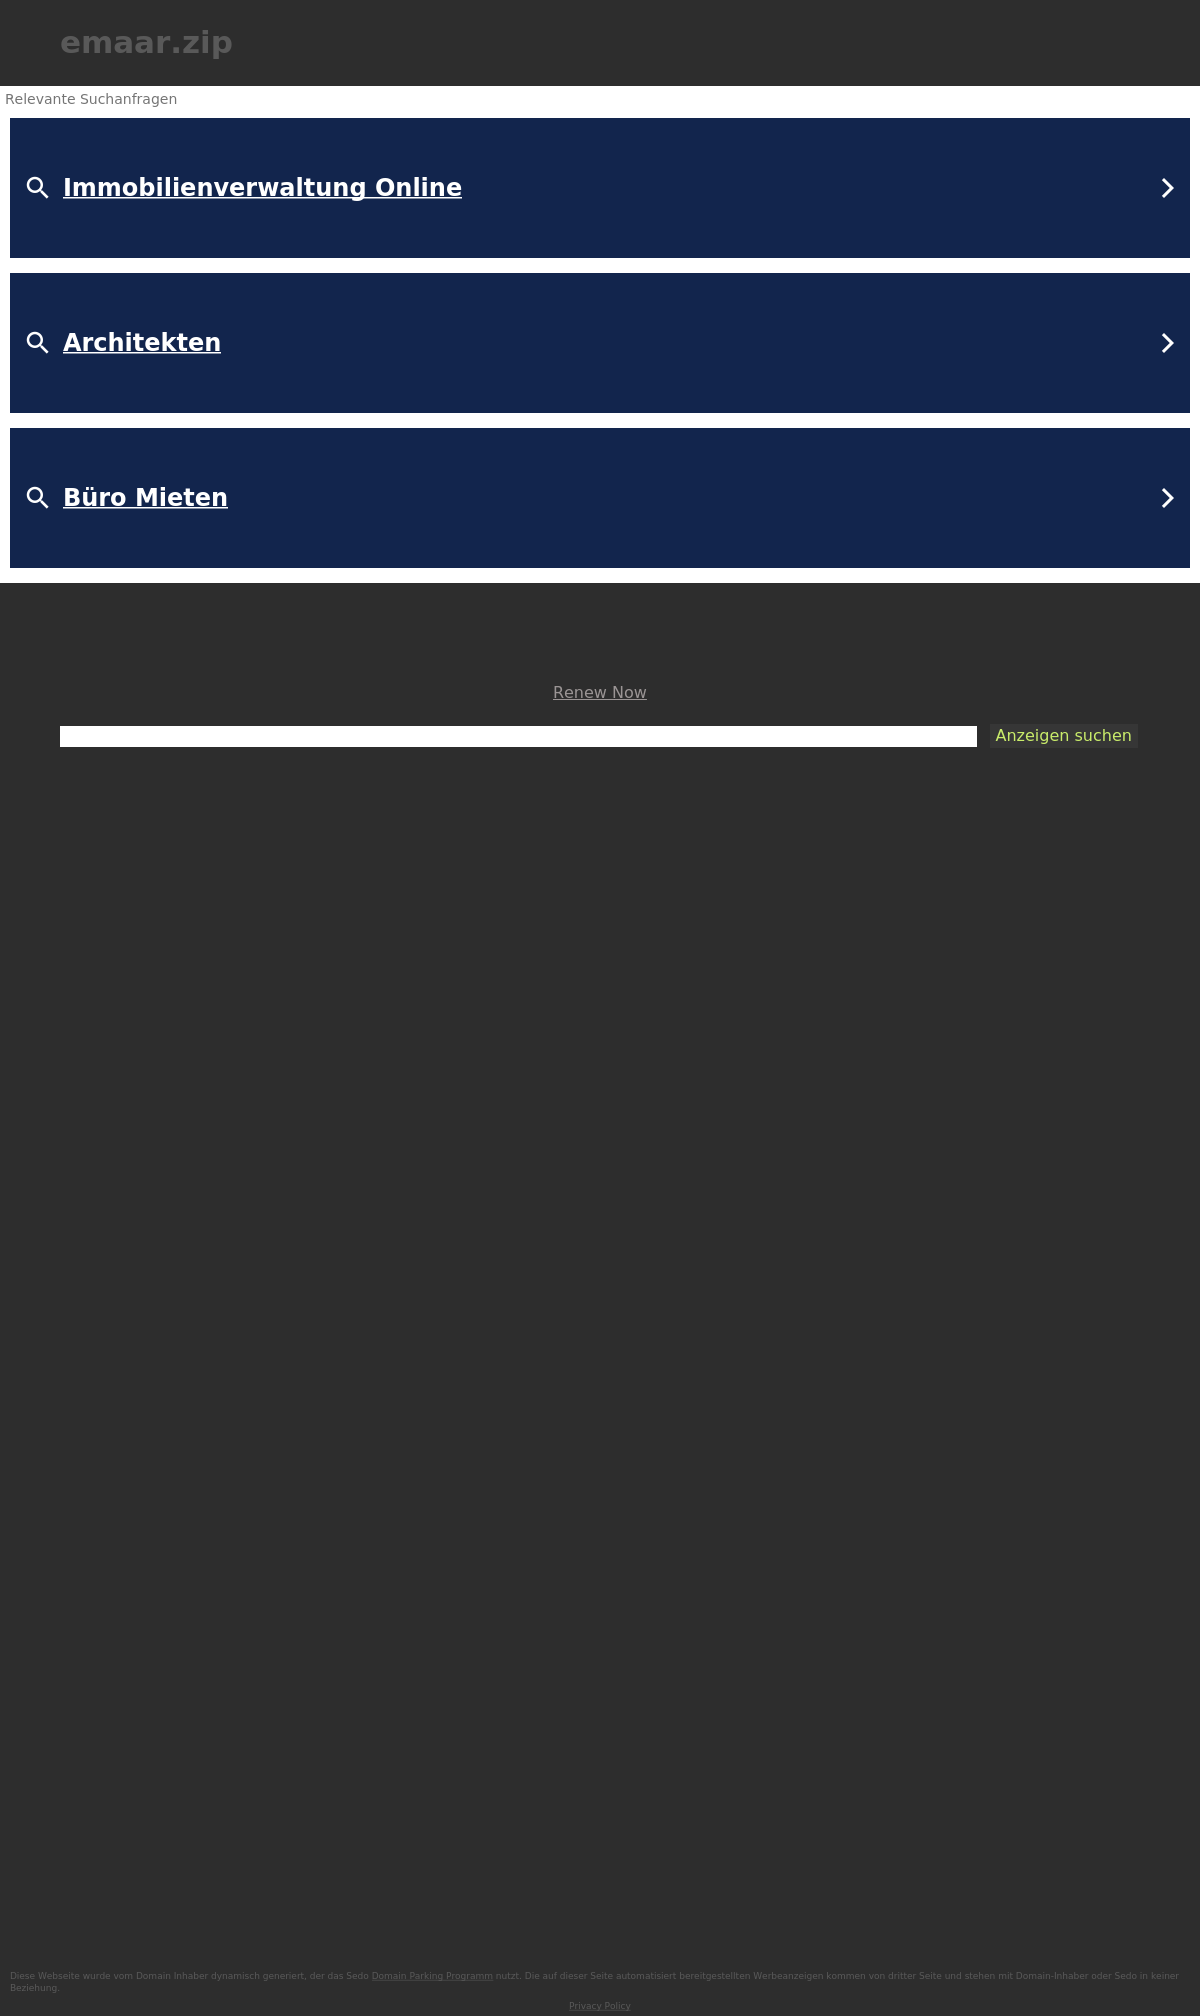 emaar.zip
Relevante Suchanfragen
Immobilienverwaltung Online
Architekten
Büro Mieten
Renew Now
Anzeigen suchen
Diese Webseite wurde vom Domain Inhaber dynamisch generiert, der das Sedo Domain Parking Programm nutzt. Die auf dieser Seite automatisiert bereitgestellten Werbeanzeigen kommen von dritter Seite und stehen mit Domain-Inhaber oder Sedo in keiner
Beziehung.
Privacy Policy